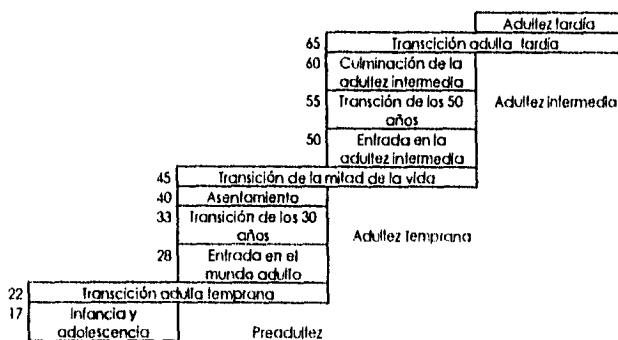 Adultez tardía
65 Transcición adulta tardía
60 Culminación de la
adultez intermedia
55 Transción de los 50
años
Adultez intermedia
50 Entrada en la
adultez intermedia
45 Transición de la mitad de la vida
40 Asentamiento
33 Transición de los 30
años
Adultez temprana
28 Entrada en el
mundo adulto
22 Transcición adulta temprana
17 Infancia y
adolescencia
Preadultez